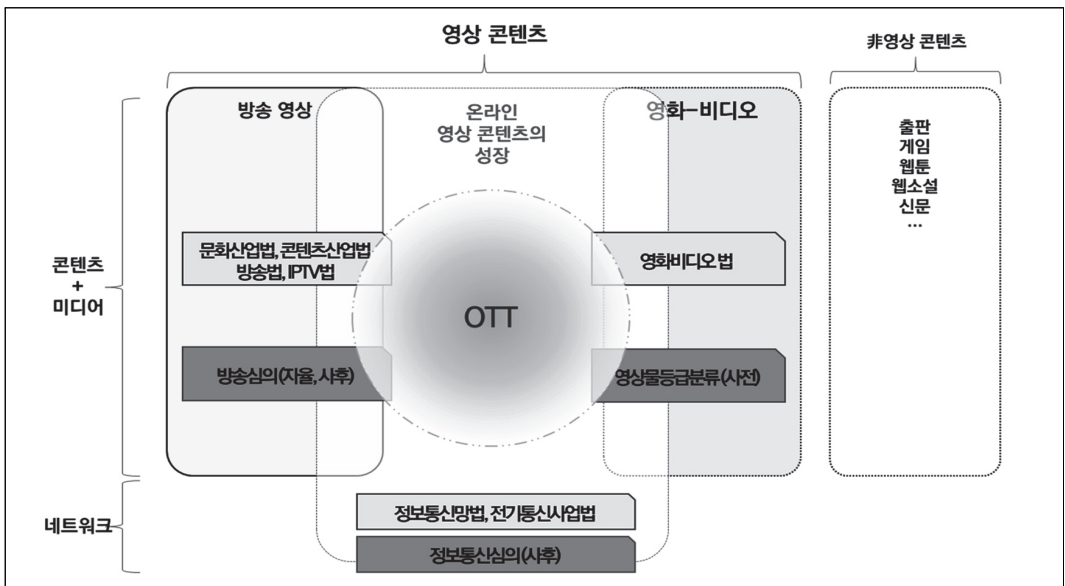 영상 콘텐츠
非영상 콘텐츠
방송 영상
온라인
영상 콘텐츠의
성장
영화-비디오
출판
게임
웹툰
웹소설
신문
...
콘텐츠
+
미디어
문화산업법, 콘텐츠산업법
방송법, IPTV법
영화비디오 법
OTT
방송심의(자율, 사후)
영상물등급분류(사전)
네트워크
정보통신망법, 전기통신사업법
정보통신심의(사후)